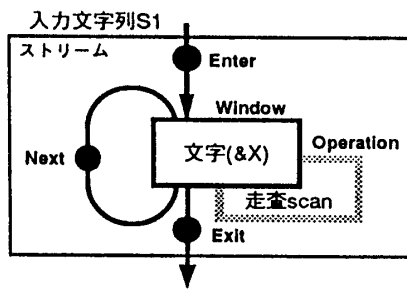 入力文字列S1
ストリーム
Enter
Window
Operation
Next
文字(&X)
走査scan
Exit